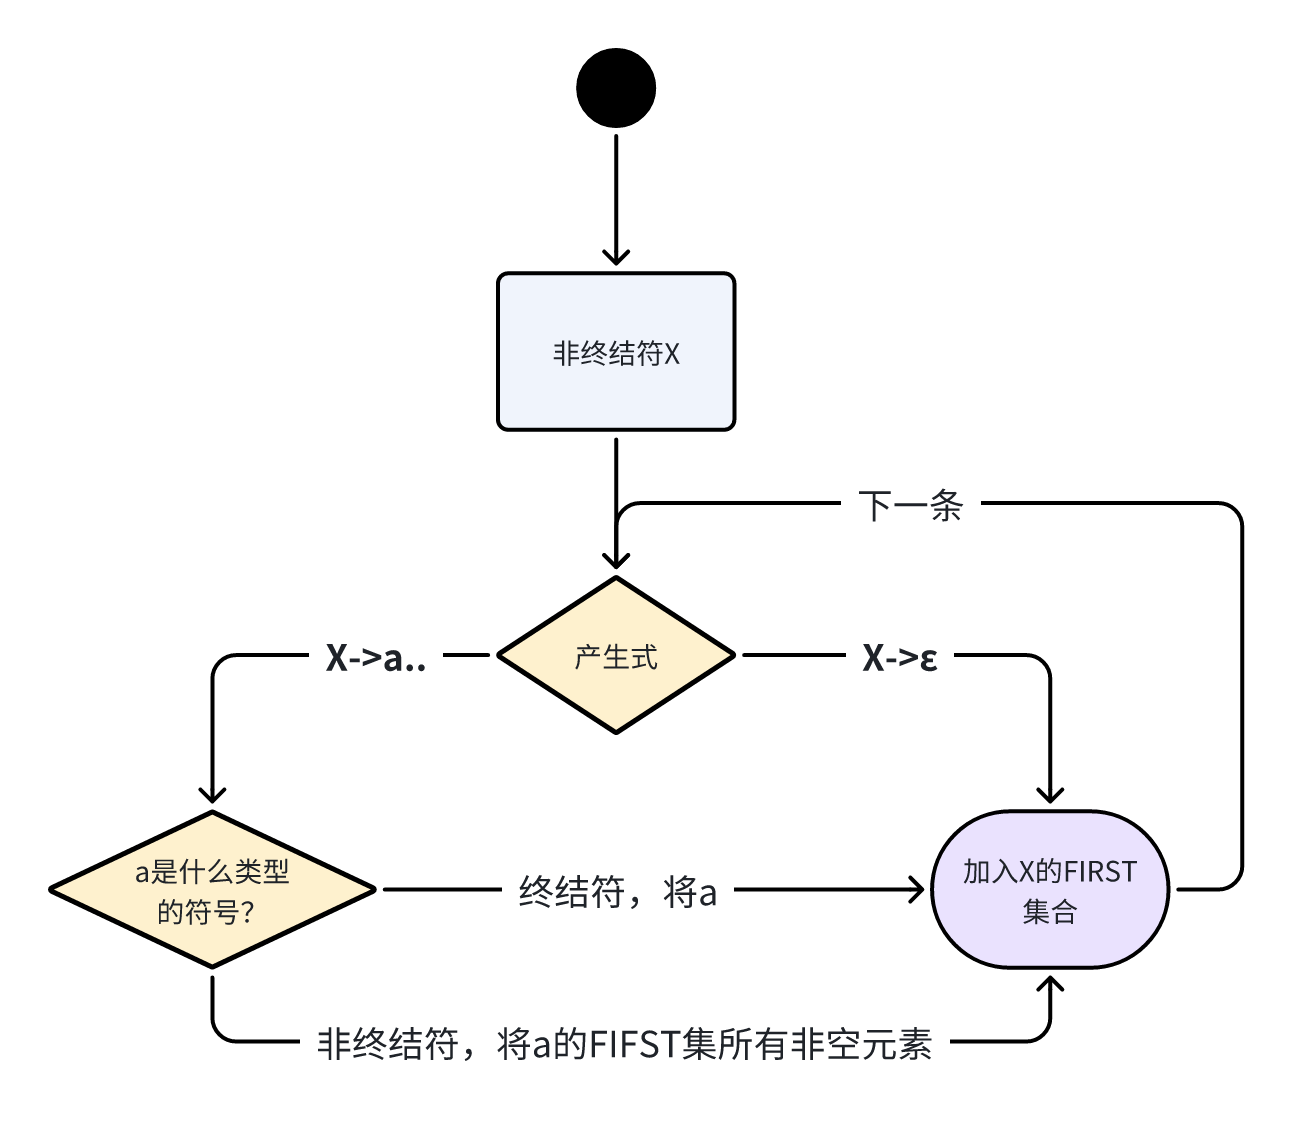 非终结符X
下一条
产生式
X->a..
X->ε
a是什么类型
的符号？
终结符，将a
加入X的FIRST
集合
非终结符，将a的FIFST集所有非空元素